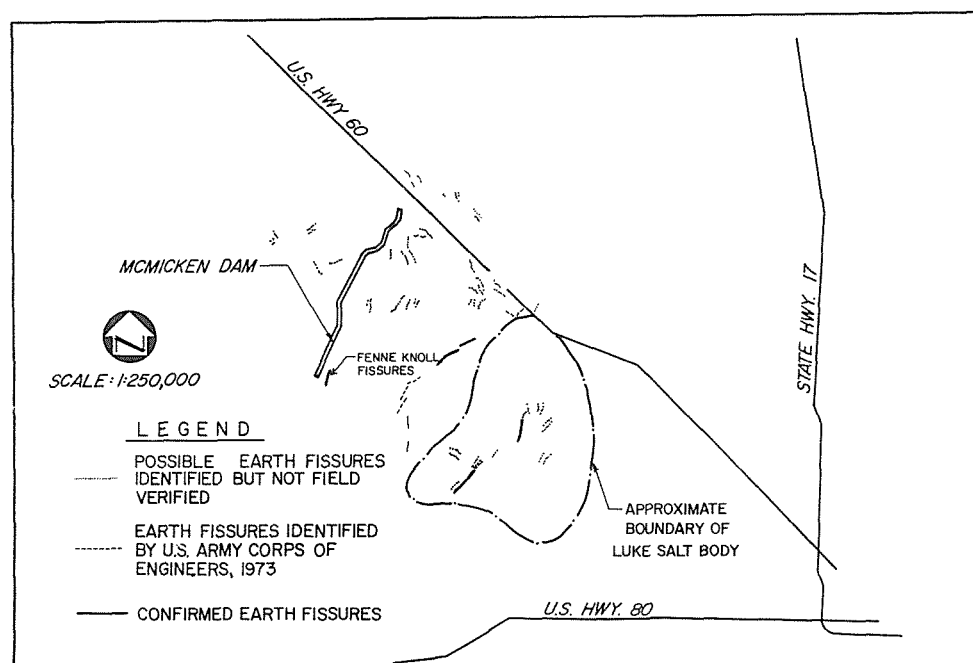 U.S. HWY 60
MCMICKEN DAM
STATE HWY. 17
N
SCALE: 1:250,000
FENNE KNOLL
FISSURES
LEGEND
POSSIBLE EARTH FISSURES
IDENTIFIED BUT NOT FIELD
VERIFIED
EARTH FISSURES IDENTIFIED
BY U.S. ARMY CORPS OF
ENGINEERS, 1973
CONFIRMED EARTH FISSURES
APPROXIMATE
BOUNDARY OF
LUKE SALT BODY
U.S. HWY. 80